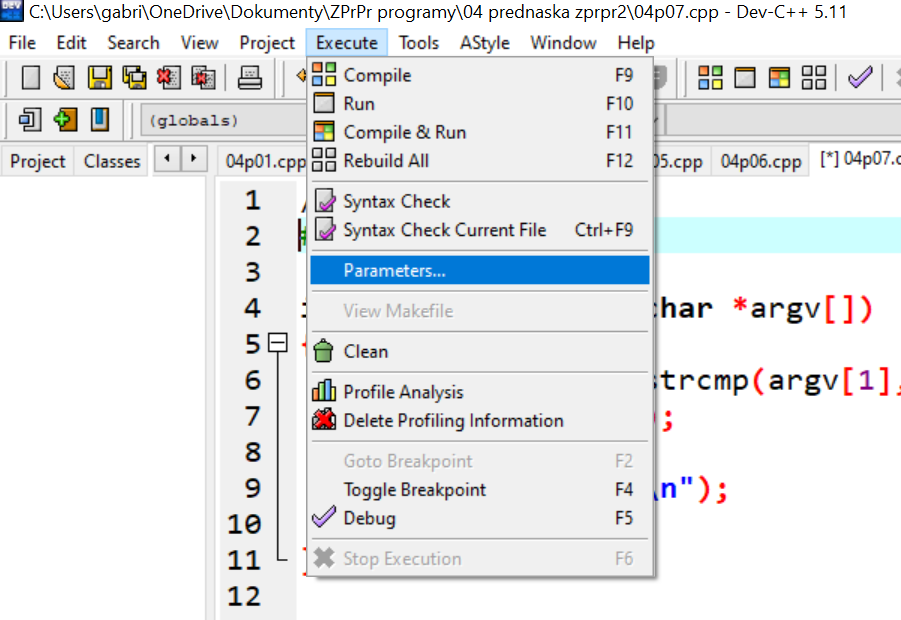 C:\Users\gabri\OneDrive\Dokumenty\ZPrPr programy\04 prednaska zprpr2\04p07.cpp - Dev-C++ 5.11
File Edit Search View Project Execute Tools AStyle Window Help
(globals)
Project Classes 04p01.cpp 05.cpp 04p06.cpp [*] 04p07.c
Compile F9
Run F10
Compile & Run F11
Rebuild All F12
Syntax Check
Syntax Check Current File Ctrl+F9
Parameters...
View Makefile
Clean
Profile Analysis
Delete Profiling Information
Goto Breakpoint F2
Toggle Breakpoint F4
Debug F5
Stop Execution F6
1
2 #
3
4 char *argv[])
5
6 strcmp(argv[1],
7 );
8
9 \n");
10
11 }
12